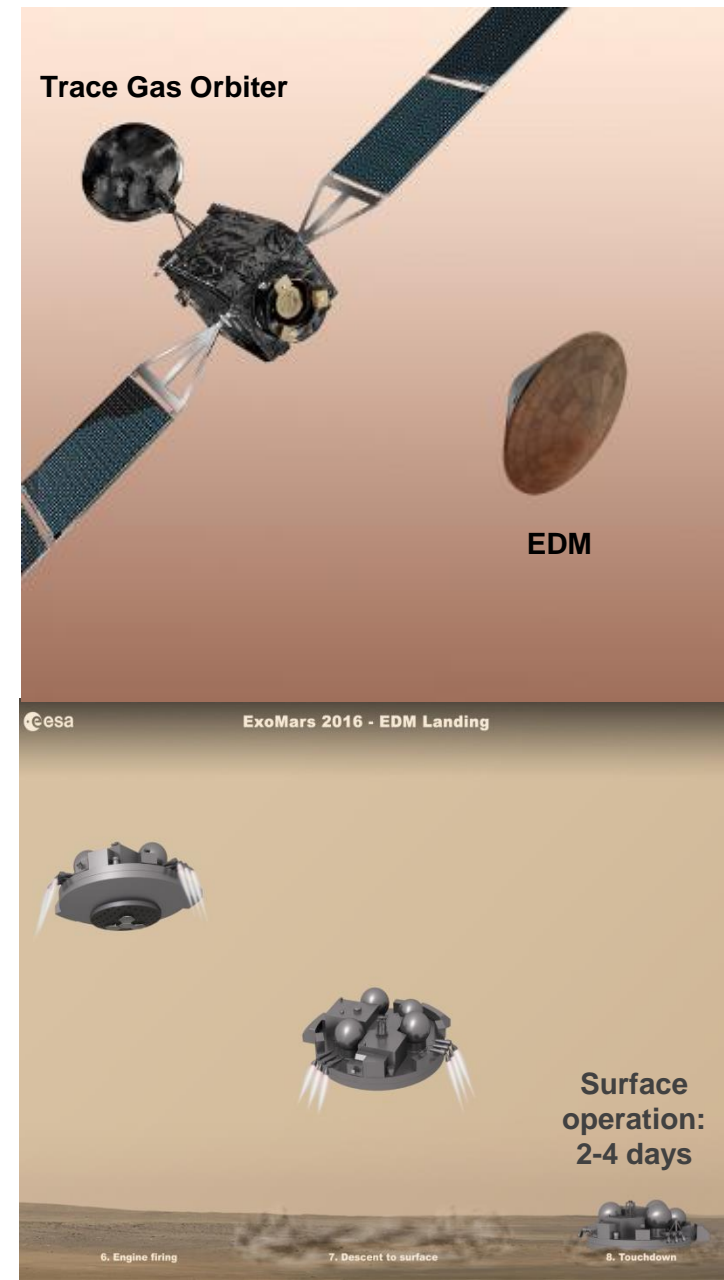 Trace Gas Orbiter
EDM
esa
ExoMars 2016 - EDM Landing
Surface
operation:
2-4 days
6. Engine firing
7. Descent to surface
8. Touchdown